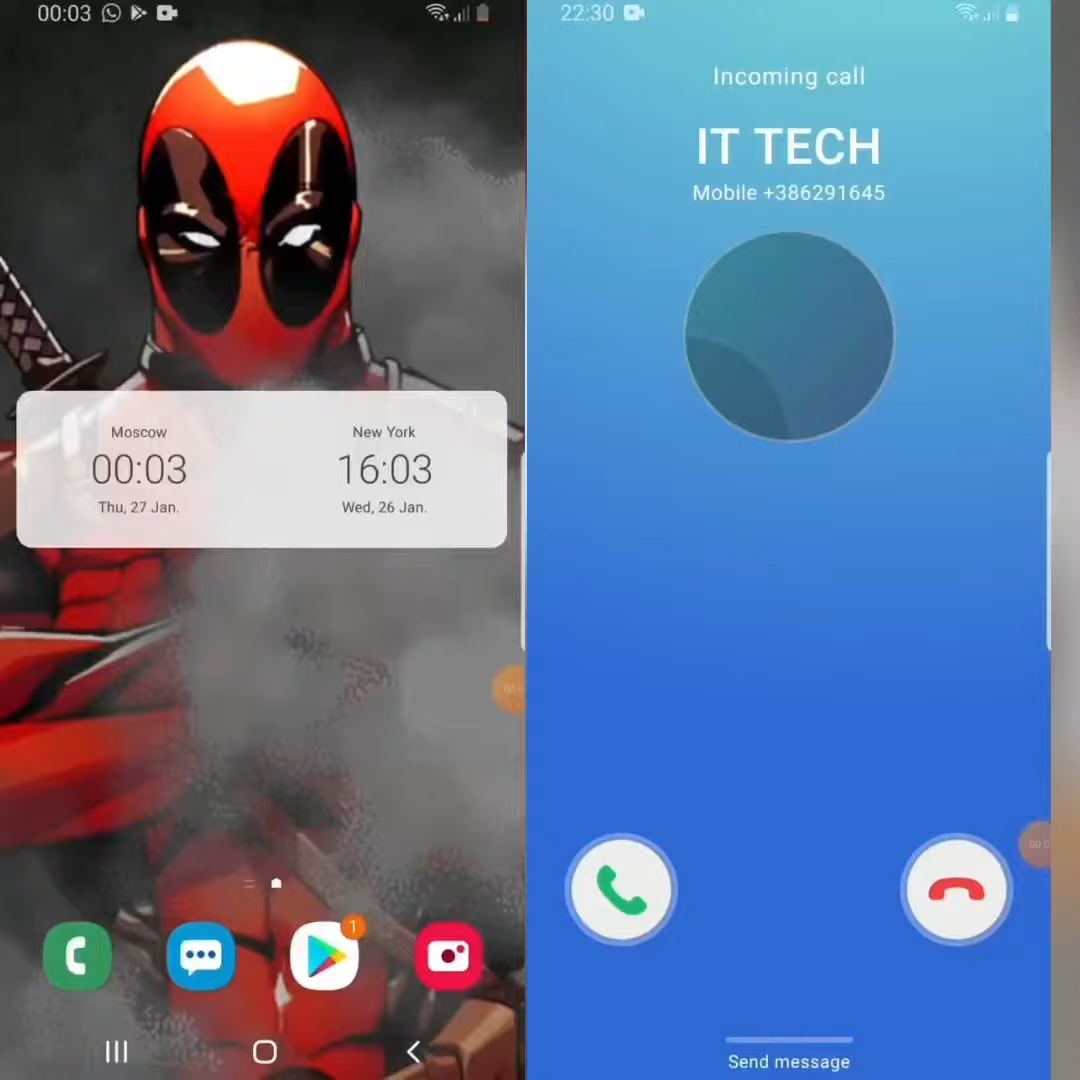 00:03
Moscow
00:03
Thu, 27 Jan.
New York
16:03
Wed, 26 Jan.
1
22:30
Incoming call
IT TECH
Mobile +386291645
Send message